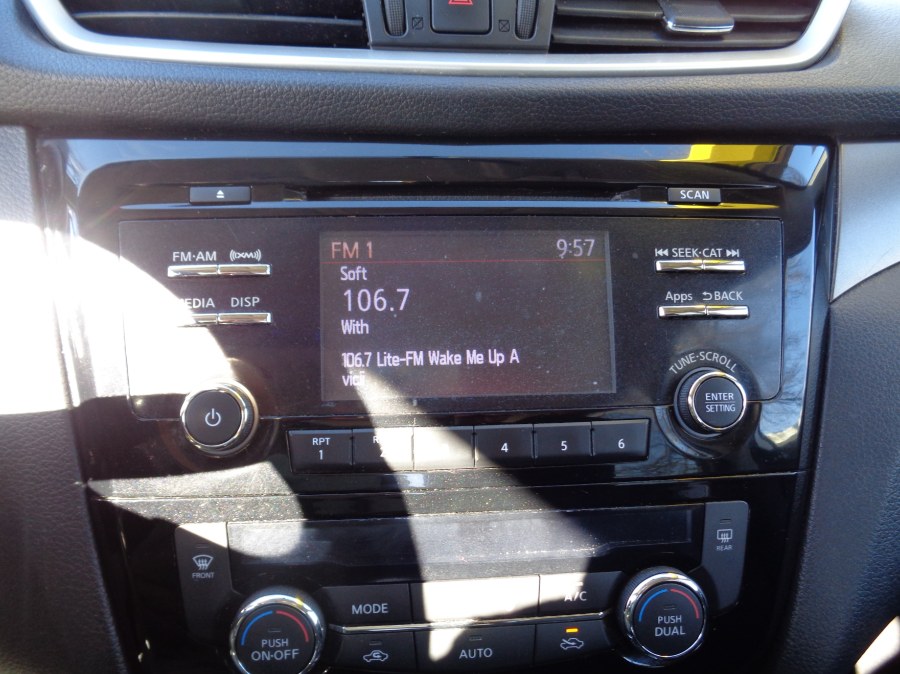 SCAN
FM·AM ((XM))
FM 1 9:57
SEEK·CAT
Soft
106.7
With
106.7 Lite-FM Wake Me Up A
vici
DISP
Apps BACK
TUNE·SCROLL
ENTER
SETTING
RPT
1
4
5
6
FRONT
REAR
MODE
A/C
AUTO
PUSH
ON·OFF
PUSH
DUAL